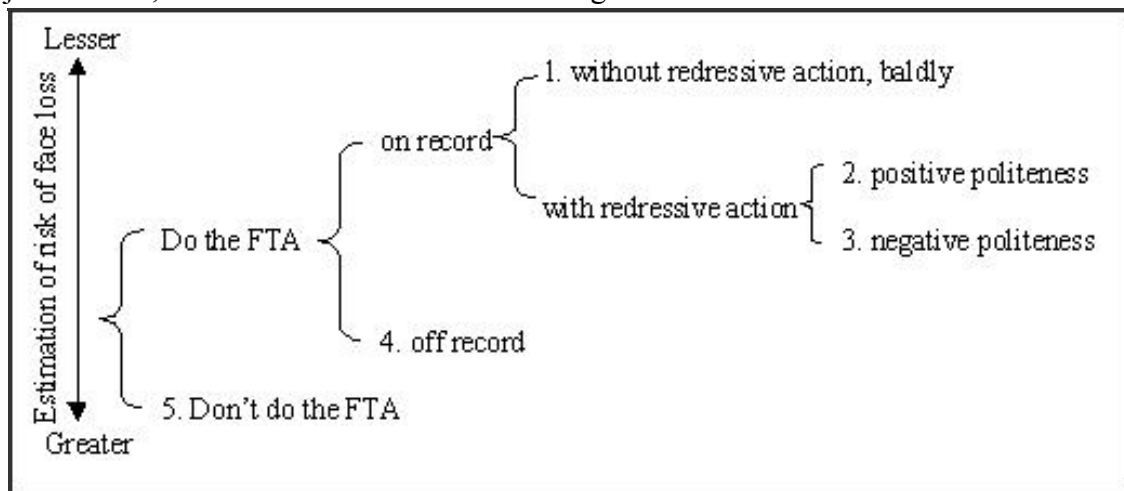 Lesser
Estimation of risk of face loss
1. without redressive action, baldly
on record
2. positive politeness
with redressive action
3. negative politeness
Do the FTA
4. off record
5. Don't do the FTA
Greater